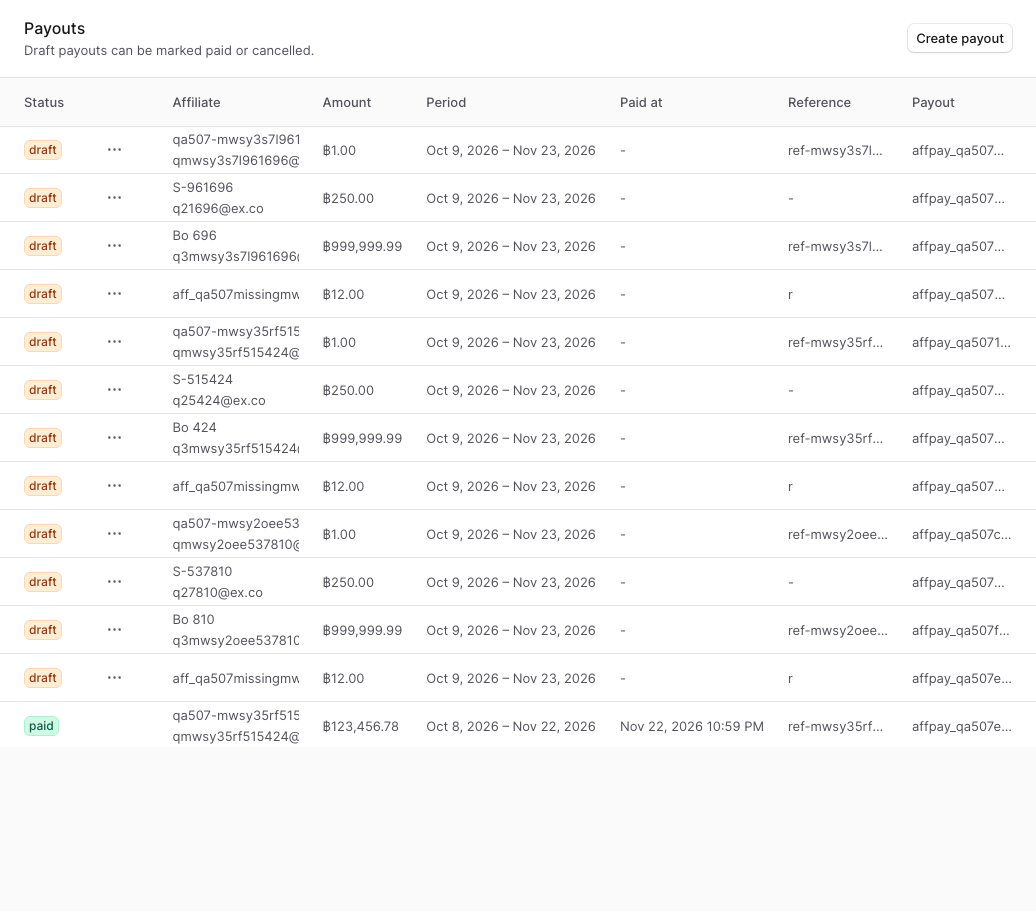 Payouts
Draft payouts can be marked paid or cancelled.
Create payout
Status Affiliate Amount Period Paid at Reference Payout
draft ··· qa507-mwsy3s7l961 qmwsy3s7l961696@ ฿1.00 Oct 9, 2026 – Nov 23, 2026 - ref-mwsy3s7l... affpay_qa507...
draft ··· S-961696 q21696@ex.co ฿250.00 Oct 9, 2026 – Nov 23, 2026 - - affpay_qa507...
draft ··· Bo 696 q3mwsy3s7l961696 ฿999,999.99 Oct 9, 2026 – Nov 23, 2026 - ref-mwsy3s7l... affpay_qa507...
draft ··· aff_qa507missingmw ฿12.00 Oct 9, 2026 – Nov 23, 2026 - r affpay_qa507...
draft ··· qa507-mwsy35rf515 qmwsy35rf515424@ ฿1.00 Oct 9, 2026 – Nov 23, 2026 - ref-mwsy35rf... affpay_qa5071...
draft ··· S-515424 q25424@ex.co ฿250.00 Oct 9, 2026 – Nov 23, 2026 - - affpay_qa507...
draft ··· Bo 424 q3mwsy35rf515424 ฿999,999.99 Oct 9, 2026 – Nov 23, 2026 - ref-mwsy35rf... affpay_qa507...
draft ··· aff_qa507missingmw ฿12.00 Oct 9, 2026 – Nov 23, 2026 - r affpay_qa507...
draft ··· qa507-mwsy2oee53 qmwsy2oee537810@ ฿1.00 Oct 9, 2026 – Nov 23, 2026 - ref-mwsy2oee... affpay_qa507c...
draft ··· S-537810 q27810@ex.co ฿250.00 Oct 9, 2026 – Nov 23, 2026 - - affpay_qa507...
draft ··· Bo 810 q3mwsy2oee537810 ฿999,999.99 Oct 9, 2026 – Nov 23, 2026 - ref-mwsy2oee... affpay_qa507f...
draft ··· aff_qa507missingmw ฿12.00 Oct 9, 2026 – Nov 23, 2026 - r affpay_qa507e...
paid qa507-mwsy35rf515 qmwsy35rf515424@ ฿123,456.78 Oct 8, 2026 – Nov 22, 2026 Nov 22, 2026 10:59 PM ref-mwsy35rf... affpay_qa507e...